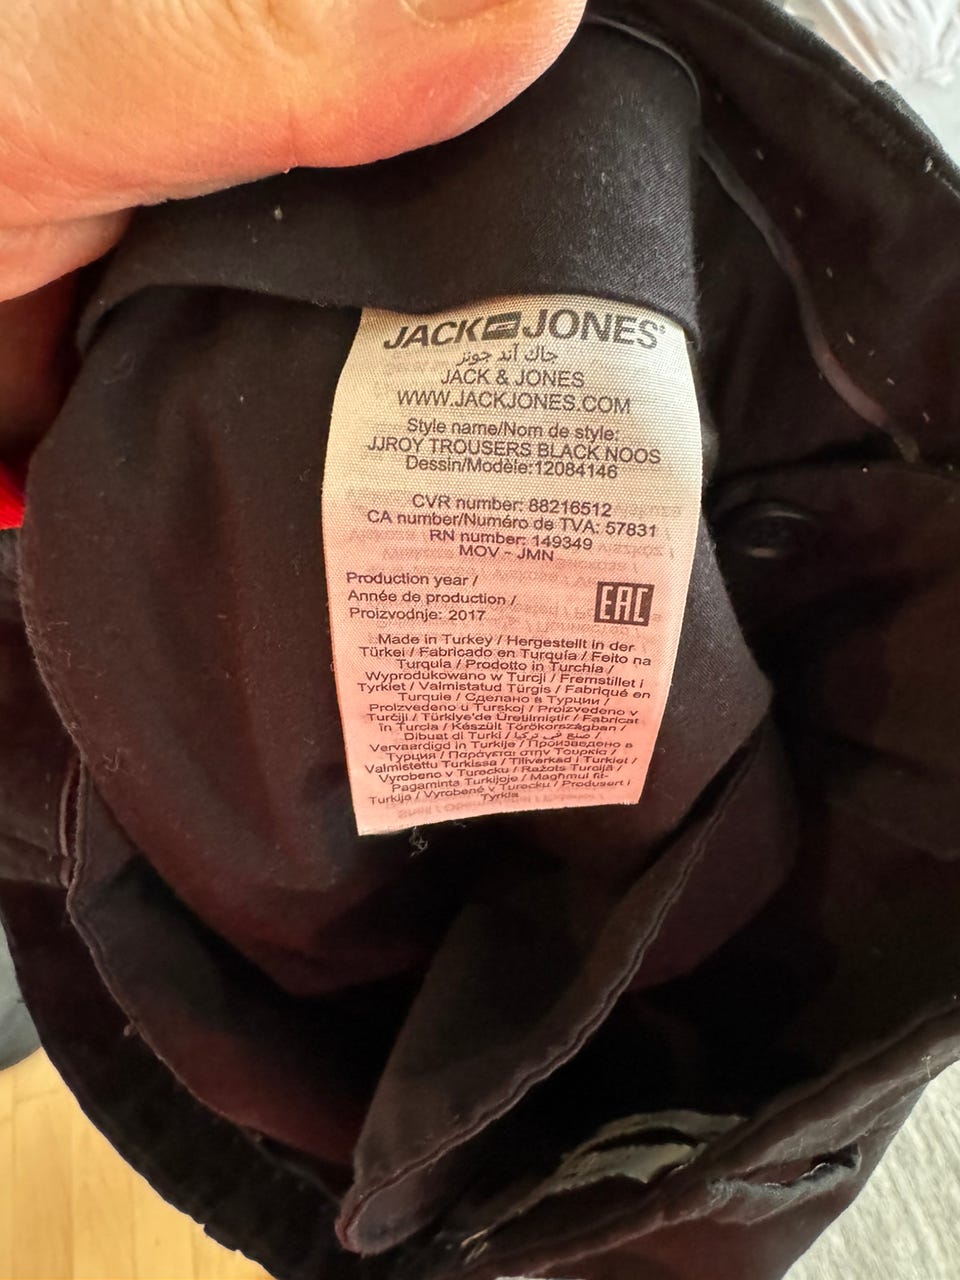 JACK JONES®
جاك آند جونز
JACK & JONES
WWW.JACKJONES.COM
Style name/Nom de style:
JJROY TROUSERS BLACK NOOS
Dessin/Modèle:12084146
CVR number: 88216512
CA number/Numéro de TVA: 57831
RN number: 149349
MOV - JMN
Production year /
Année de production /
Proizvodnje: 2017
EAC
Made in Turkey / Hergestellt in der
Türkei / Fabricado en Turquía / Feito na
Turquia / Prodotto in Turchia /
Wyprodukowano w Turcji / Fremstillet i
Tyrkiet / Valmistatud Türgis / Fabriqué en
Turquie / Сделано в Турции /
Proizvedeno u Turskoj / Proizvedeno v
Turčiji / Türkiye'de Üretilmiştir / Fabricat
în Turcia / Készült Törökországban /
Dibuat di Turki / صنع في تركيا /
Vervaardigd in Turkije / Произведено в
Турция / Παράγεται στην Τουρκία /
Valmistettu Turkissa / Tillverkad i Turkiet /
Vyrobeno v Turecku / Ražots Turcijā /
Pagaminta Turkijoje / Magħmul fit-
Turkija / Vyrobené v Turecku / Produsert i
Tyrkia